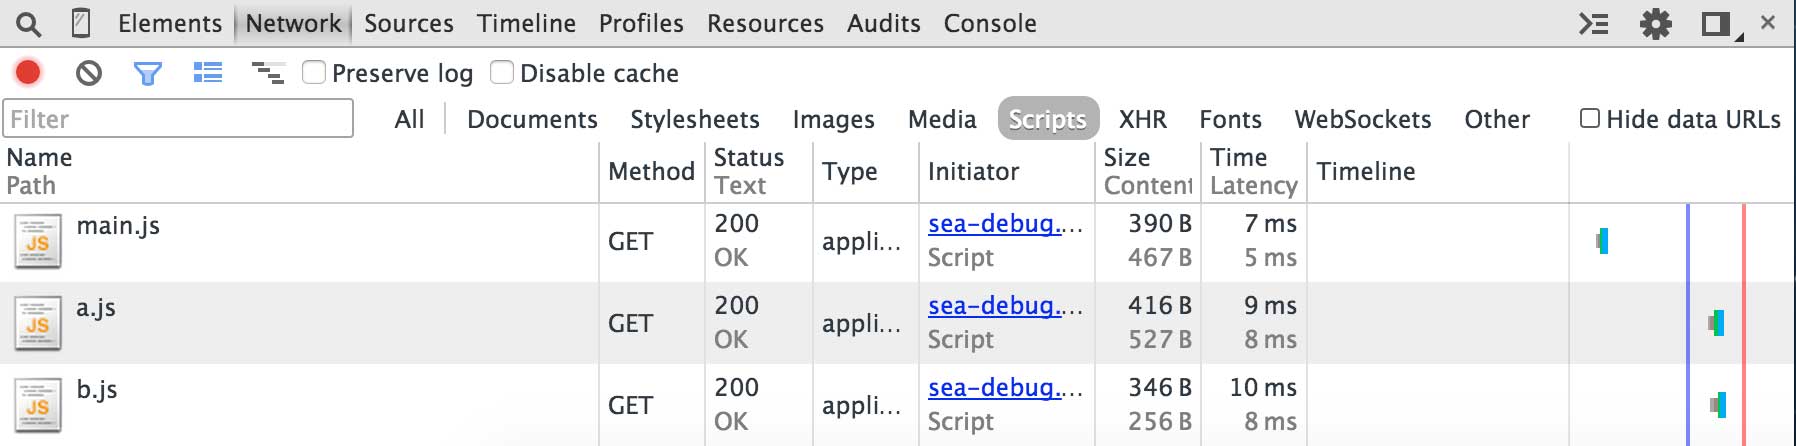 Elements Network Sources Timeline Profiles Resources Audits Console
Preserve log Disable cache
Filter All Documents Stylesheets Images Media Scripts XHR Fonts WebSockets Other Hide data URLs
Name Method Status Type Initiator Size Time Timeline
Path Text Content Latency
main.js GET 200 appli... sea-debug.... 390 B 7 ms
JS OK Script 467 B 5 ms
a.js GET 200 appli... sea-debug.... 416 B 9 ms
JS OK Script 527 B 8 ms
b.js GET 200 appli... sea-debug.... 346 B 10 ms
JS OK Script 256 B 8 ms